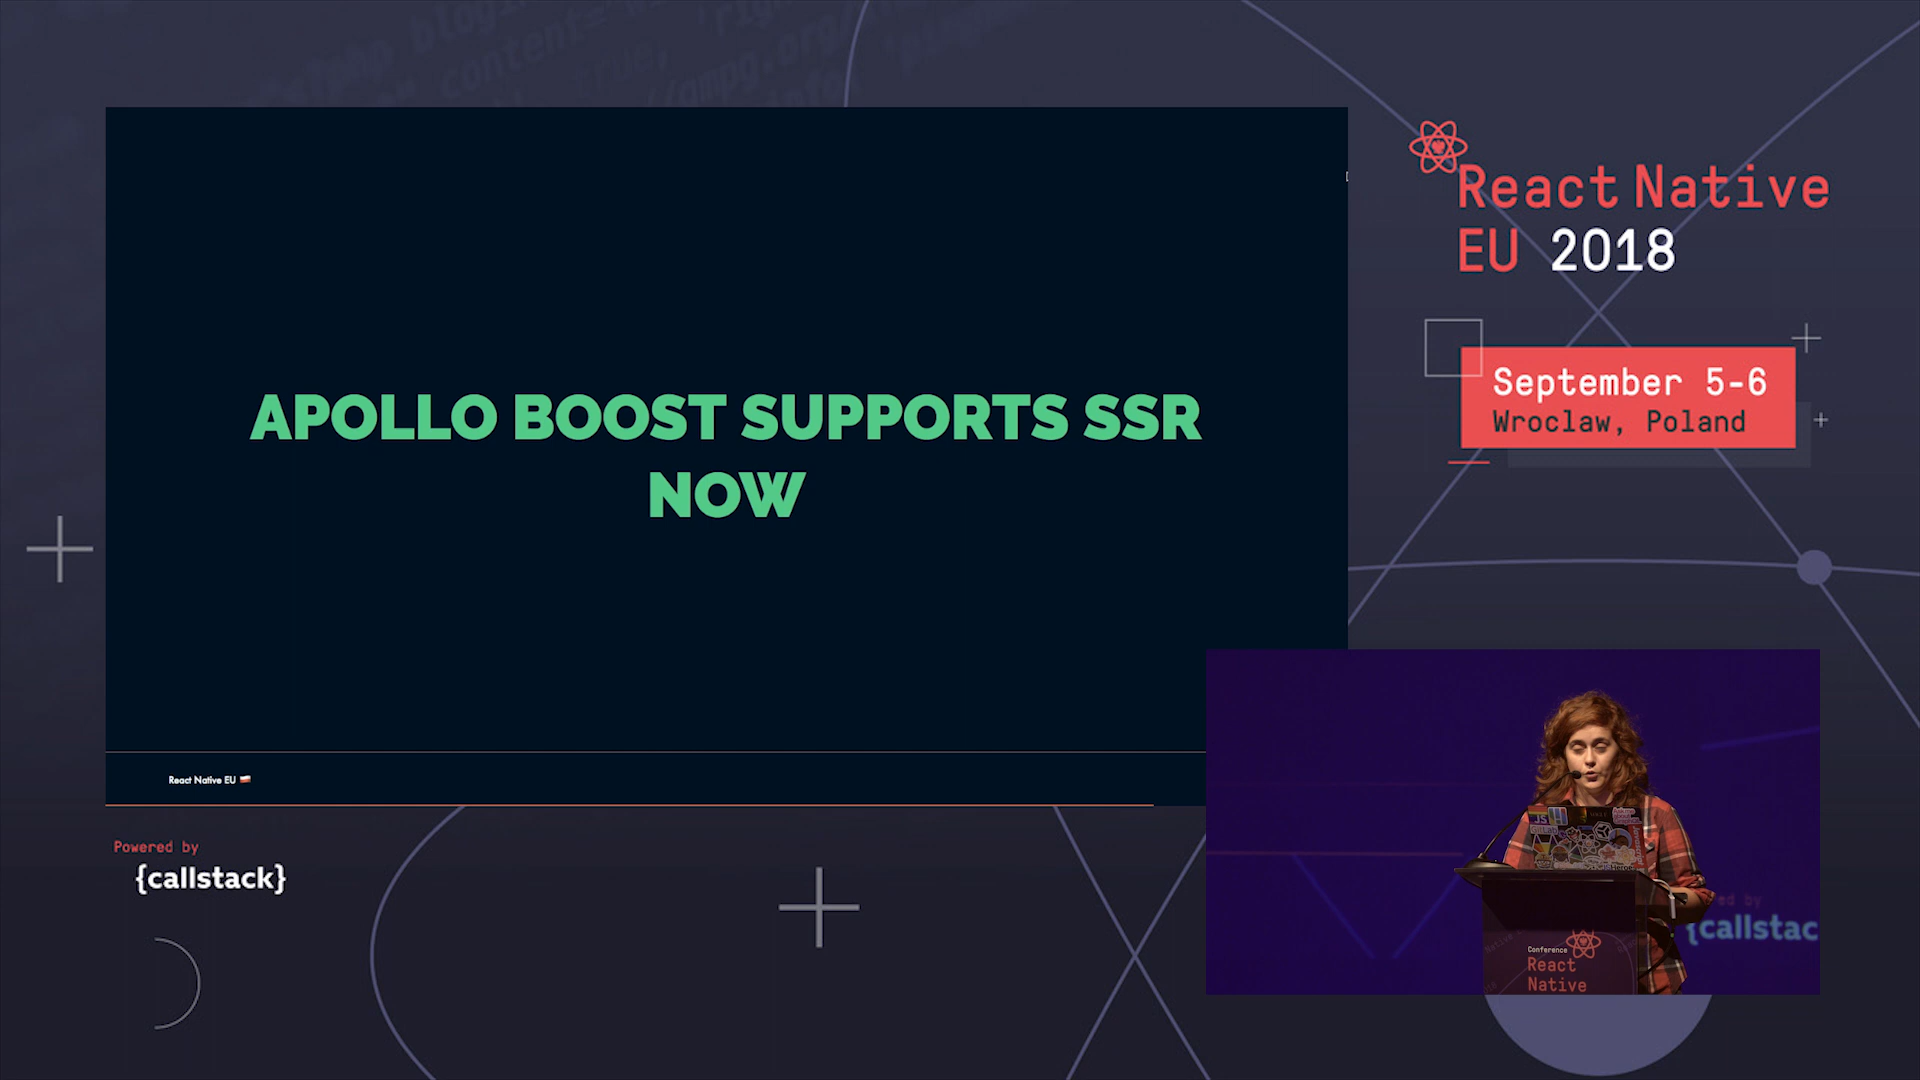 React Native
EU 2018
September 5-6
Wroclaw, Poland
APOLLO BOOST SUPPORTS SSR
NOW
React Native EU
Powered by
{callstack}
{callstac
Conference
React
Native